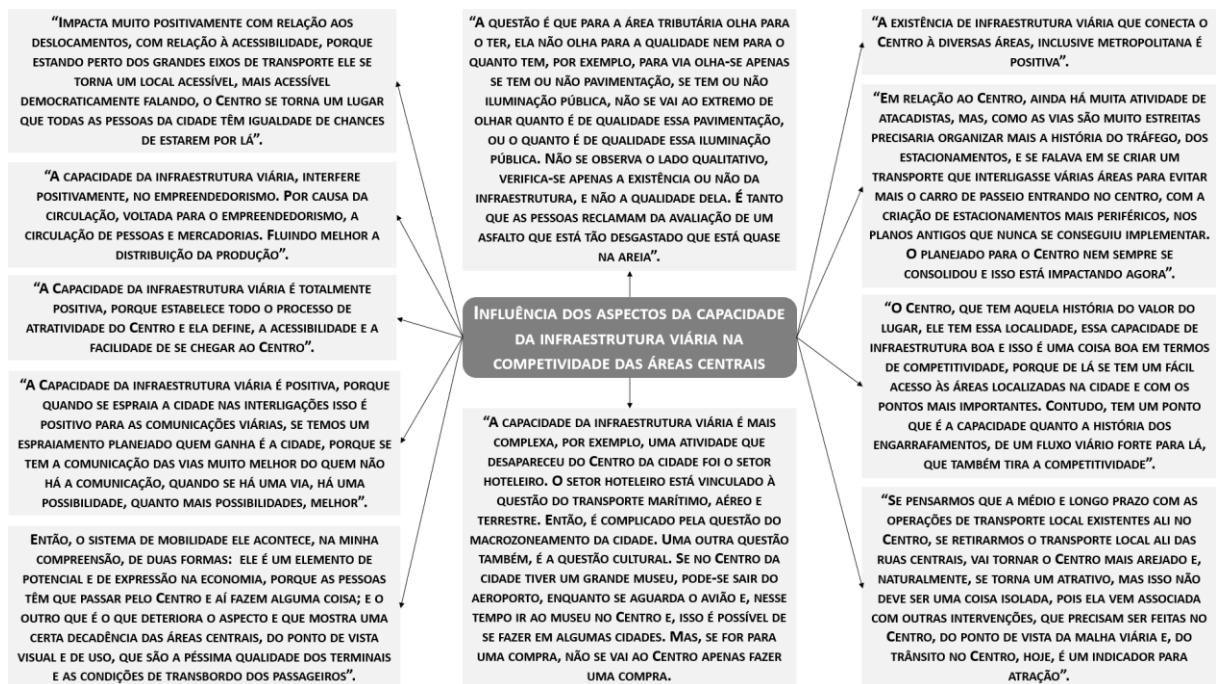 “IMPACTA MUITO POSITIVAMENTE COM RELAÇÃO AOS
DESLOCAMENTOS, COM RELAÇÃO À ACESSIBILIDADE, PORQUE
ESTANDO PERTO DOS GRANDES EIXOS DE TRANSPORTE ELE SE
TORNA UM LOCAL ACESSÍVEL, MAIS ACESSÍVEL
DEMOCRATICAMENTE FALANDO, O CENTRO SE TORNA UM LUGAR
QUE TODAS AS PESSOAS DA CIDADE TÊM IGUALDADE DE CHANCES
DE ESTAREM POR LÁ”.
“A CAPACIDADE DA INFRAESTRUTURA VIÁRIA, INTERFERE
POSITIVAMENTE, NO EMPREENDEDORISMO. POR CAUSA DA
CIRCULAÇÃO, VOLTADA PARA O EMPREENDEDORISMO, A
CIRCULAÇÃO DE PESSOAS E MERCADORIAS. FLUINDO MELHOR A
DISTRIBUIÇÃO DA PRODUÇÃO”.
“A CAPACIDADE DA INFRAESTRUTURA VIÁRIA É TOTALMENTE
POSITIVA, PORQUE ESTABELECE TODO O PROCESSO DE
ATRATIVIDADE DO CENTRO E ELA DEFINE, A ACESSIBILIDADE E A
FACILIDADE DE SE CHEGAR AO CENTRO”.
“A CAPACIDADE DA INFRAESTRUTURA VIÁRIA É POSITIVA, PORQUE
QUANDO SE ESPRAIA A CIDADE NAS INTERLIGAÇÕES ISSO É
POSITIVO PARA AS COMUNICAÇÕES VIÁRIAS, SE TEMOS UM
ESPRAIAMENTO PLANEJADO QUEM GANHA É A CIDADE, PORQUE SE
TEM A COMUNICAÇÃO DAS VIAS MUITO MELHOR DO QUEM NÃO
HÁ A COMUNICAÇÃO, QUANDO SE HÁ UMA VIA, HÁ UMA
POSSIBILIDADE, QUANTO MAIS POSSIBILIDADES, MELHOR”.
ENTÃO, O SISTEMA DE MOBILIDADE ELE ACONTECE, NA MINHA
COMPREENSÃO, DE DUAS FORMAS: ELE É UM ELEMENTO DE
POTENCIAL E DE EXPRESSÃO NA ECONOMIA, PORQUE AS PESSOAS
TÊM QUE PASSAR PELO CENTRO E AÍ FAZEM ALGUMA COISA; E O
OUTRO QUE É O QUE DETERIORA O ASPECTO E QUE MOSTRA UMA
CERTA DECADÊNCIA DAS ÁREAS CENTRAIS, DO PONTO DE VISTA
VISUAL E DE USO, QUE SÃO A PÉSSIMA QUALIDADE DOS TERMINAIS
E AS CONDIÇÕES DE TRANSBORDO DOS PASSAGEIROS”.
“A QUESTÃO É QUE PARA A ÁREA TRIBUTÁRIA OLHA PARA
O TER, ELA NÃO OLHA PARA A QUALIDADE NEM PARA O
QUANTO TEM, POR EXEMPLO, PARA VIA OLHA-SE APENAS
SE TEM OU NÃO PAVIMENTAÇÃO, SE TEM OU NÃO
ILUMINAÇÃO PÚBLICA, NÃO SE VAI AO EXTREMO DE
OLHAR QUANTO É DE QUALIDADE ESSA PAVIMENTAÇÃO,
OU O QUANTO É DE QUALIDADE ESSA ILUMINAÇÃO
PÚBLICA. NÃO SE OBSERVA O LADO QUALITATIVO,
VERIFICA-SE APENAS A EXISTÊNCIA OU NÃO DA
INFRAESTRUTURA, E NÃO A QUALIDADE DELA. É TANTO
QUE AS PESSOAS RECLAMAM DA AVALIAÇÃO DE UM
ASFALTO QUE ESTÁ TÃO DESGASTADO QUE ESTÁ QUASE
NA AREIA”.
INFLUÊNCIA DOS ASPECTOS DA CAPACIDADE
DA INFRAESTRUTURA VIÁRIA NA
COMPETIVIDADE DAS ÁREAS CENTRAIS
“A CAPACIDADE DA INFRAESTRUTURA VIÁRIA É MAIS
COMPLEXA, POR EXEMPLO, UMA ATIVIDADE QUE
DESAPARECEU DO CENTRO DA CIDADE FOI O SETOR
HOTELEIRO. O SETOR HOTELEIRO ESTÁ VINCULADO À
QUESTÃO DO TRANSPORTE MARÍTIMO, AÉREO E
TERRESTRE. ENTÃO, É COMPLICADO PELA QUESTÃO DO
MACROZONEAMENTO DA CIDADE. UMA OUTRA QUESTÃO
TAMBÉM, É A QUESTÃO CULTURAL. SE NO CENTRO DA
CIDADE TIVER UM GRANDE MUSEU, PODE-SE SAIR DO
AEROPORTO, ENQUANTO SE AGUARDA O AVIÃO E, NESSE
TEMPO IR AO MUSEU NO CENTRO E, ISSO É POSSÍVEL DE
SE FAZER EM ALGUMAS CIDADES. MAS, SE FOR PARA
UMA COMPRA, NÃO SE VAI AO CENTRO APENAS FAZER
UMA COMPRA.
“A EXISTÊNCIA DE INFRAESTRUTURA VIÁRIA QUE CONECTA O
CENTRO À DIVERSAS ÁREAS, INCLUSIVE METROPOLITANA É
POSITIVA”.
“EM RELAÇÃO AO CENTRO, AINDA HÁ MUITA ATIVIDADE DE
ATACADISTAS, MAS, COMO AS VIAS SÃO MUITO ESTREITAS
PRECISARIA ORGANIZAR MAIS A HISTÓRIA DO TRÁFEGO, DOS
ESTACIONAMENTOS, E SE FALAVA EM SE CRIAR UM
TRANSPORTE QUE INTERLIGASSE VÁRIAS ÁREAS PARA EVITAR
MAIS O CARRO DE PASSEIO ENTRANDO NO CENTRO, COM A
CRIAÇÃO DE ESTACIONAMENTOS MAIS PERIFÉRICOS, NOS
PLANOS ANTIGOS QUE NUNCA SE CONSEGUIU IMPLEMENTAR.
O PLANEJADO PARA O CENTRO NEM SEMPRE SE
CONSOLIDOU E ISSO ESTÁ IMPACTANDO AGORA”.
“O CENTRO, QUE TEM AQUELA HISTÓRIA DO VALOR DO
LUGAR, ELE TEM ESSA LOCALIDADE, ESSA CAPACIDADE DE
INFRAESTRUTURA BOA E ISSO É UMA COISA BOA EM TERMOS
DE COMPETITIVIDADE, PORQUE DE LÁ SE TEM UM FÁCIL
ACESSO ÀS ÁREAS LOCALIZADAS NA CIDADE E COM OS
PONTOS MAIS IMPORTANTES. CONTUDO, TEM UM PONTO
QUE É A CAPACIDADE QUANTO A HISTÓRIA DOS
ENGARRAFAMENTOS, DE UM FLUXO VIÁRIO FORTE PARA LÁ,
QUE TAMBÉM TIRA A COMPETITIVIDADE”.
“SE PENSARMOS QUE A MÉDIO E LONGO PRAZO COM AS
OPERAÇÕES DE TRANSPORTE LOCAL EXISTENTES ALI NO
CENTRO, SE RETIRARMOS O TRANSPORTE LOCAL ALI DAS
RUAS CENTRAIS, VAI TORNAR O CENTRO MAIS AREJADO E,
NATURALMENTE, SE TORNA UM ATRATIVO, MAS ISSO NÃO
DEVE SER UMA COISA ISOLADA, POIS ELA VEM ASSOCIADA
COM OUTRAS INTERVENÇÕES, QUE PRECISAM SER FEITAS NO
CENTRO, DO PONTO DE VISTA DA MALHA VIÁRIA E, DO
TRÂNSITO NO CENTRO, HOJE, É UM INDICADOR PARA
ATRAÇÃO”.